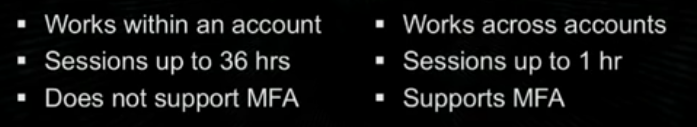 ▪ Works within an account
▪ Sessions up to 36 hrs
▪ Does not support MFA
▪ Works across accounts
▪ Sessions up to 1 hr
▪ Supports MFA